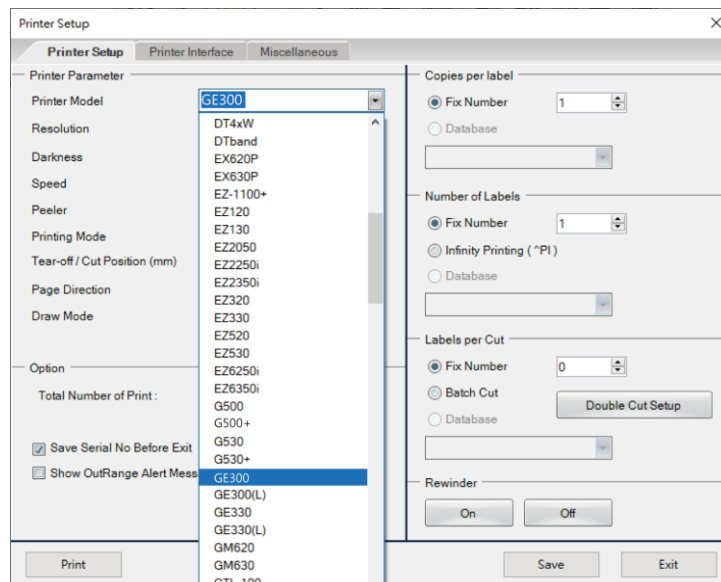 Printer Setup
Printer Setup
Printer Interface
Miscellaneous
Printer Parameter
Printer Model
GE300
Resolution
Darkness
Speed
Peeler
Printing Mode
Tear-off / Cut Position (mm)
Page Direction
Draw Mode
DT4xW
DTband
EX620P
EX630P
EZ-1100+
EZ120
EZ130
EZ2050
EZ2250i
EZ2350i
EZ320
EZ330
EZ520
EZ530
EZ6250i
EZ6350i
G500
G500+
G530
G530+
GE300
GE300(L)
GE330
GE330(L)
GM620
GM630
Option
Total Number of Print :
Save Serial No Before Exit
Show OutRange Alert Mess
Copies per label
Fix Number
1
Database
Number of Labels
Fix Number
1
Infinity Printing ( ^PI )
Database
Labels per Cut
Fix Number
0
Batch Cut
Double Cut Setup
Database
Rewinder
On
Off
Print
Save
Exit